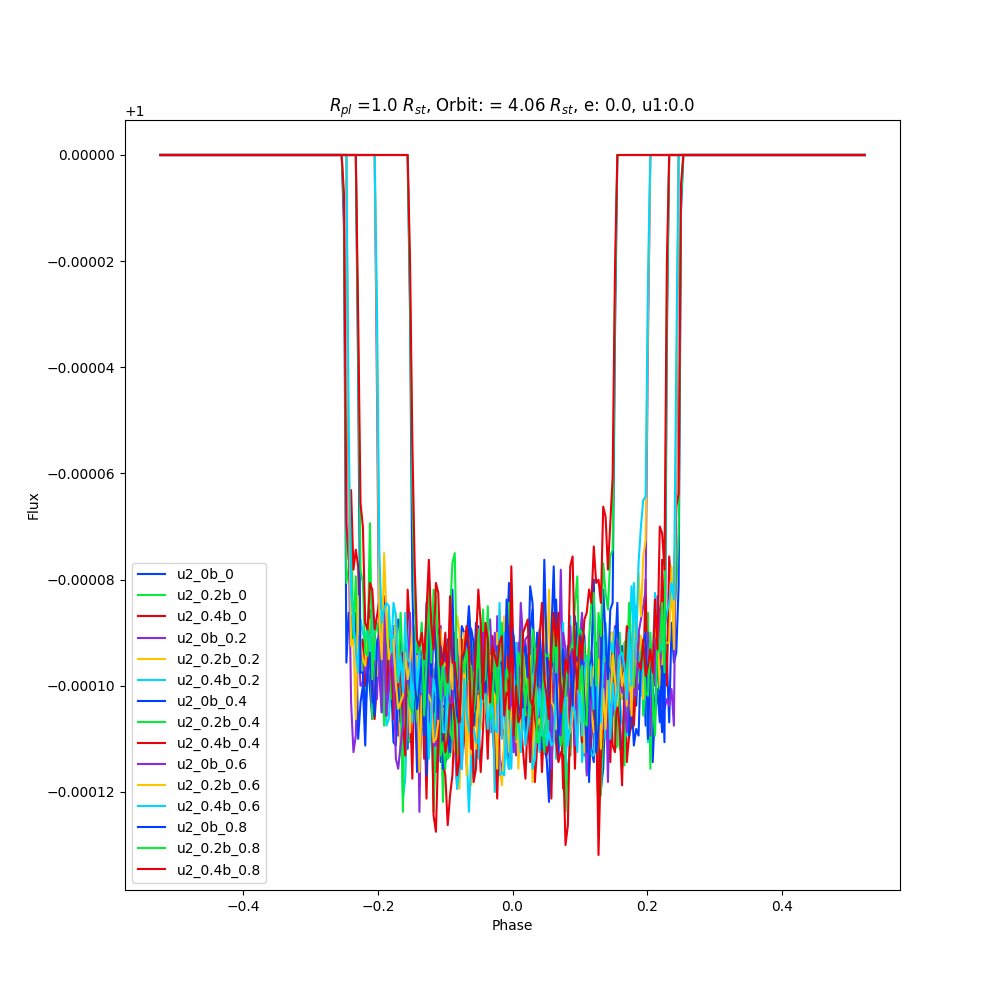 R_pl =1.0 R_st, Orbit: = 4.06 R_st, e: 0.0, u1:0.0
+1
0.00000
−0.00002
−0.00004
−0.00006
−0.00008
−0.00010
−0.00012
Flux
u2_0b_0
u2_0.2b_0
u2_0.4b_0
u2_0b_0.2
u2_0.2b_0.2
u2_0.4b_0.2
u2_0b_0.4
u2_0.2b_0.4
u2_0.4b_0.4
u2_0b_0.6
u2_0.2b_0.6
u2_0.4b_0.6
u2_0b_0.8
u2_0.2b_0.8
u2_0.4b_0.8
−0.4 −0.2 0.0 0.2 0.4
Phase